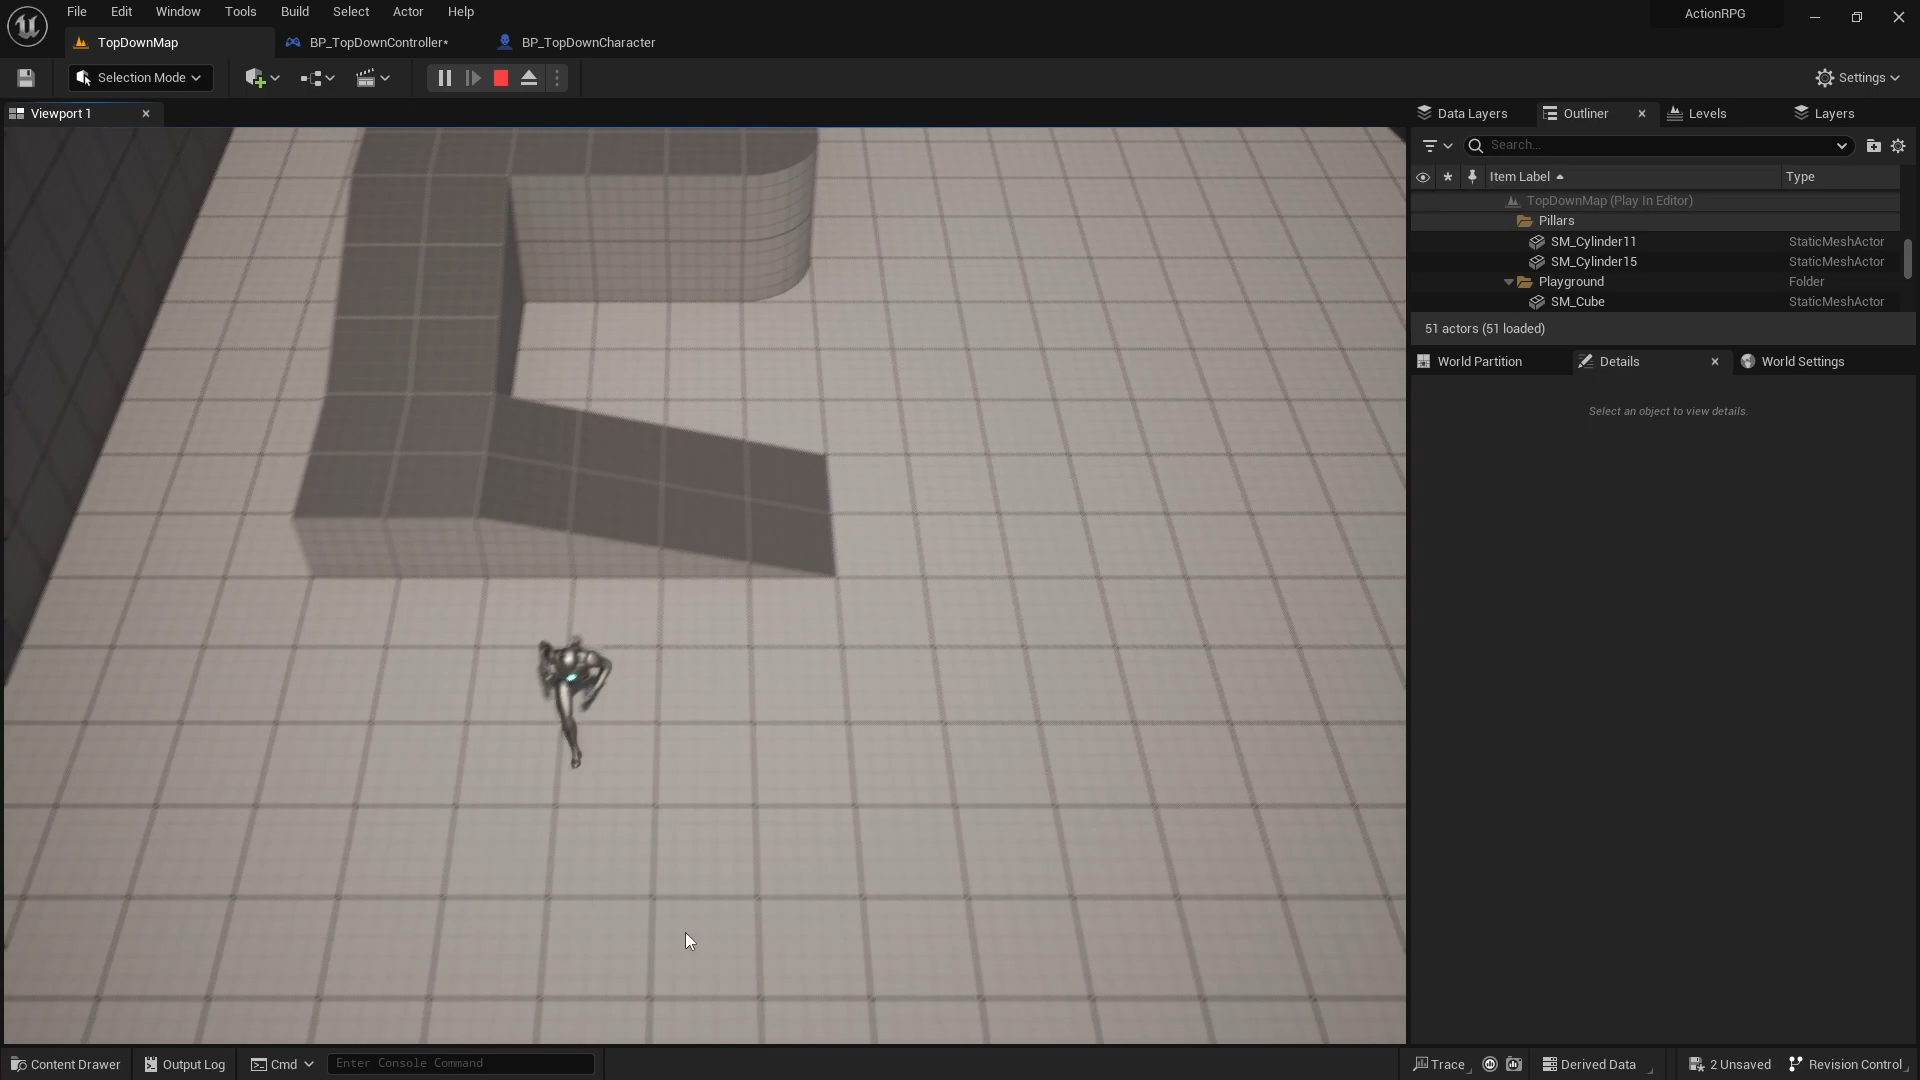 File Edit Window Tools Build Select Actor Help
ActionRPG
TopDownMap BP_TopDownController* BP_TopDownCharacter
Selection Mode
Settings
Viewport 1
Data Layers Outliner Levels Layers
Search...
Item Label Type
TopDownMap (Play In Editor)
Pillars
SM_Cylinder11 StaticMeshActor
SM_Cylinder15 StaticMeshActor
Playground Folder
SM_Cube StaticMeshActor
51 actors (51 loaded)
World Partition Details World Settings
Select an object to view details.
Content Drawer Output Log Cmd Enter Console Command Trace Derived Data 2 Unsaved Revision Control